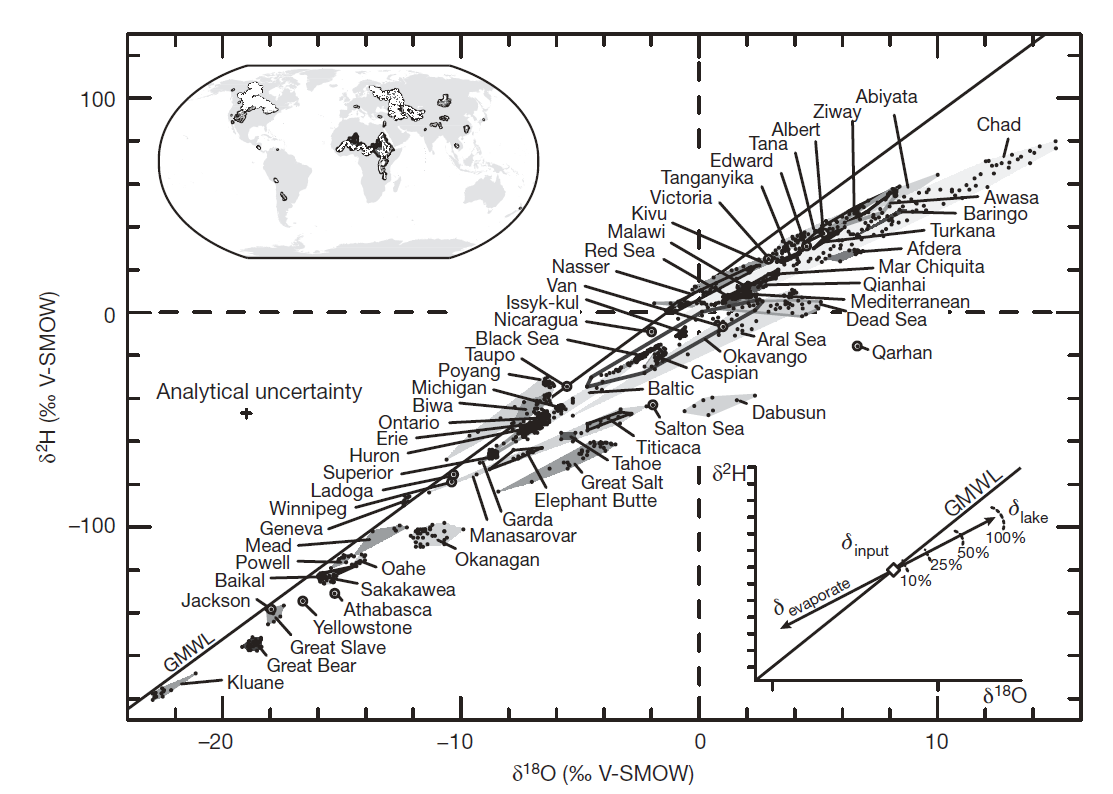 100
0
−100
−20
−10
0
10
δ²H (‰ V-SMOW)
δ¹⁸O (‰ V-SMOW)
Analytical uncertainty
Abiyata
Ziway
Chad
Albert
Tana
Edward
Tanganyika
Victoria
Kivu
Malawi
Red Sea
Nasser
Van
Issyk-kul
Nicaragua
Black Sea
Taupo
Poyang
Michigan
Biwa
Ontario
Erie
Huron
Superior
Ladoga
Winnipeg
Geneva
Mead
Powell
Baikal
Jackson
GMWL
Awasa
Baringo
Turkana
Afdera
Mar Chiquita
Qianhai
Mediterranean
Dead Sea
Aral Sea
Qarhan
Okavango
Caspian
Baltic
Dabusun
Salton Sea
Titicaca
Tahoe
Great Salt
Elephant Butte
Garda
Manasarovar
Okanagan
Oahe
Sakakawea
Athabasca
Yellowstone
Great Slave
Great Bear
Kluane
δ²H
GMWL
δlake
δinput
100%
50%
25%
10%
δevaporate
δ¹⁸O